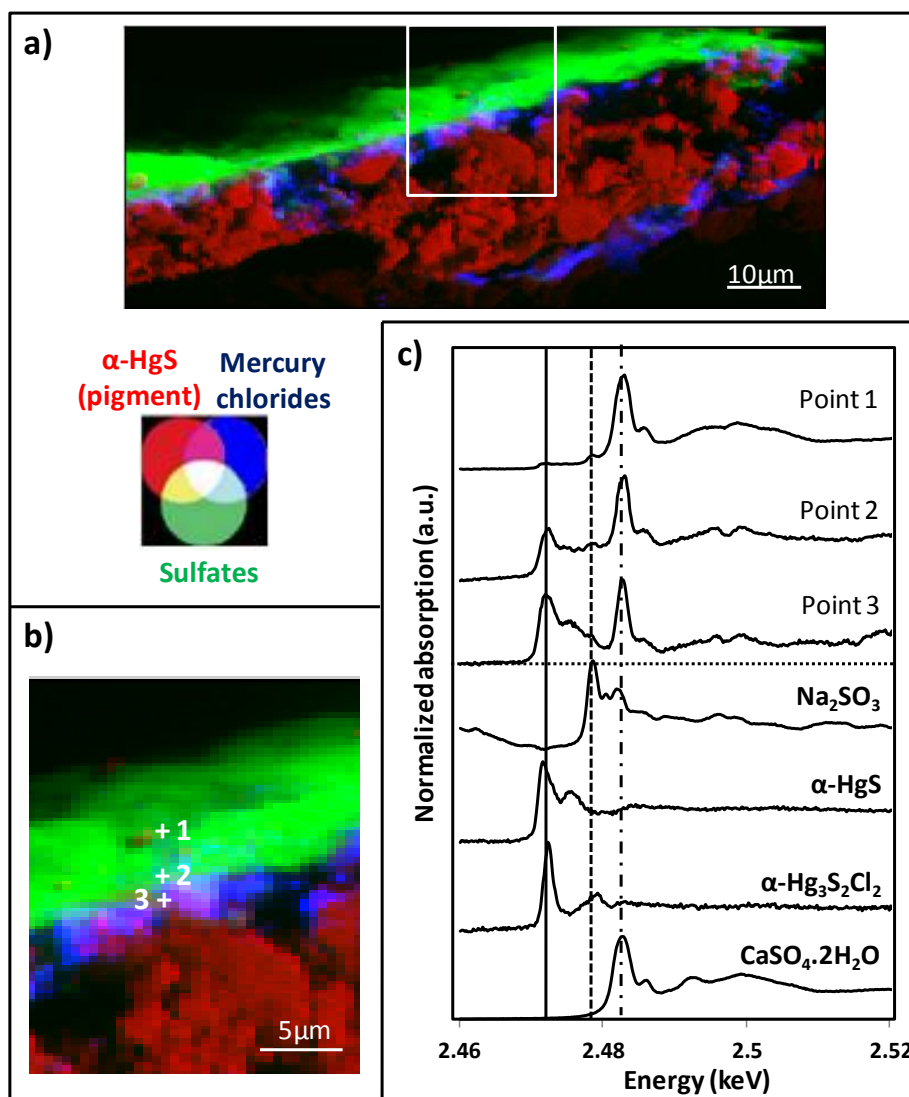 a)
10µm
α-HgS
(pigment)
Mercury
chlorides
Sulfates
b)
+ 1
+ 2
3 +
5µm
c)
Normalized absorption (a.u.)
Point 1
Point 2
Point 3
Na₂SO₃
α-HgS
α-Hg₃S₂Cl₂
CaSO₄.2H₂O
2.46 2.48 2.5 2.52
Energy (keV)